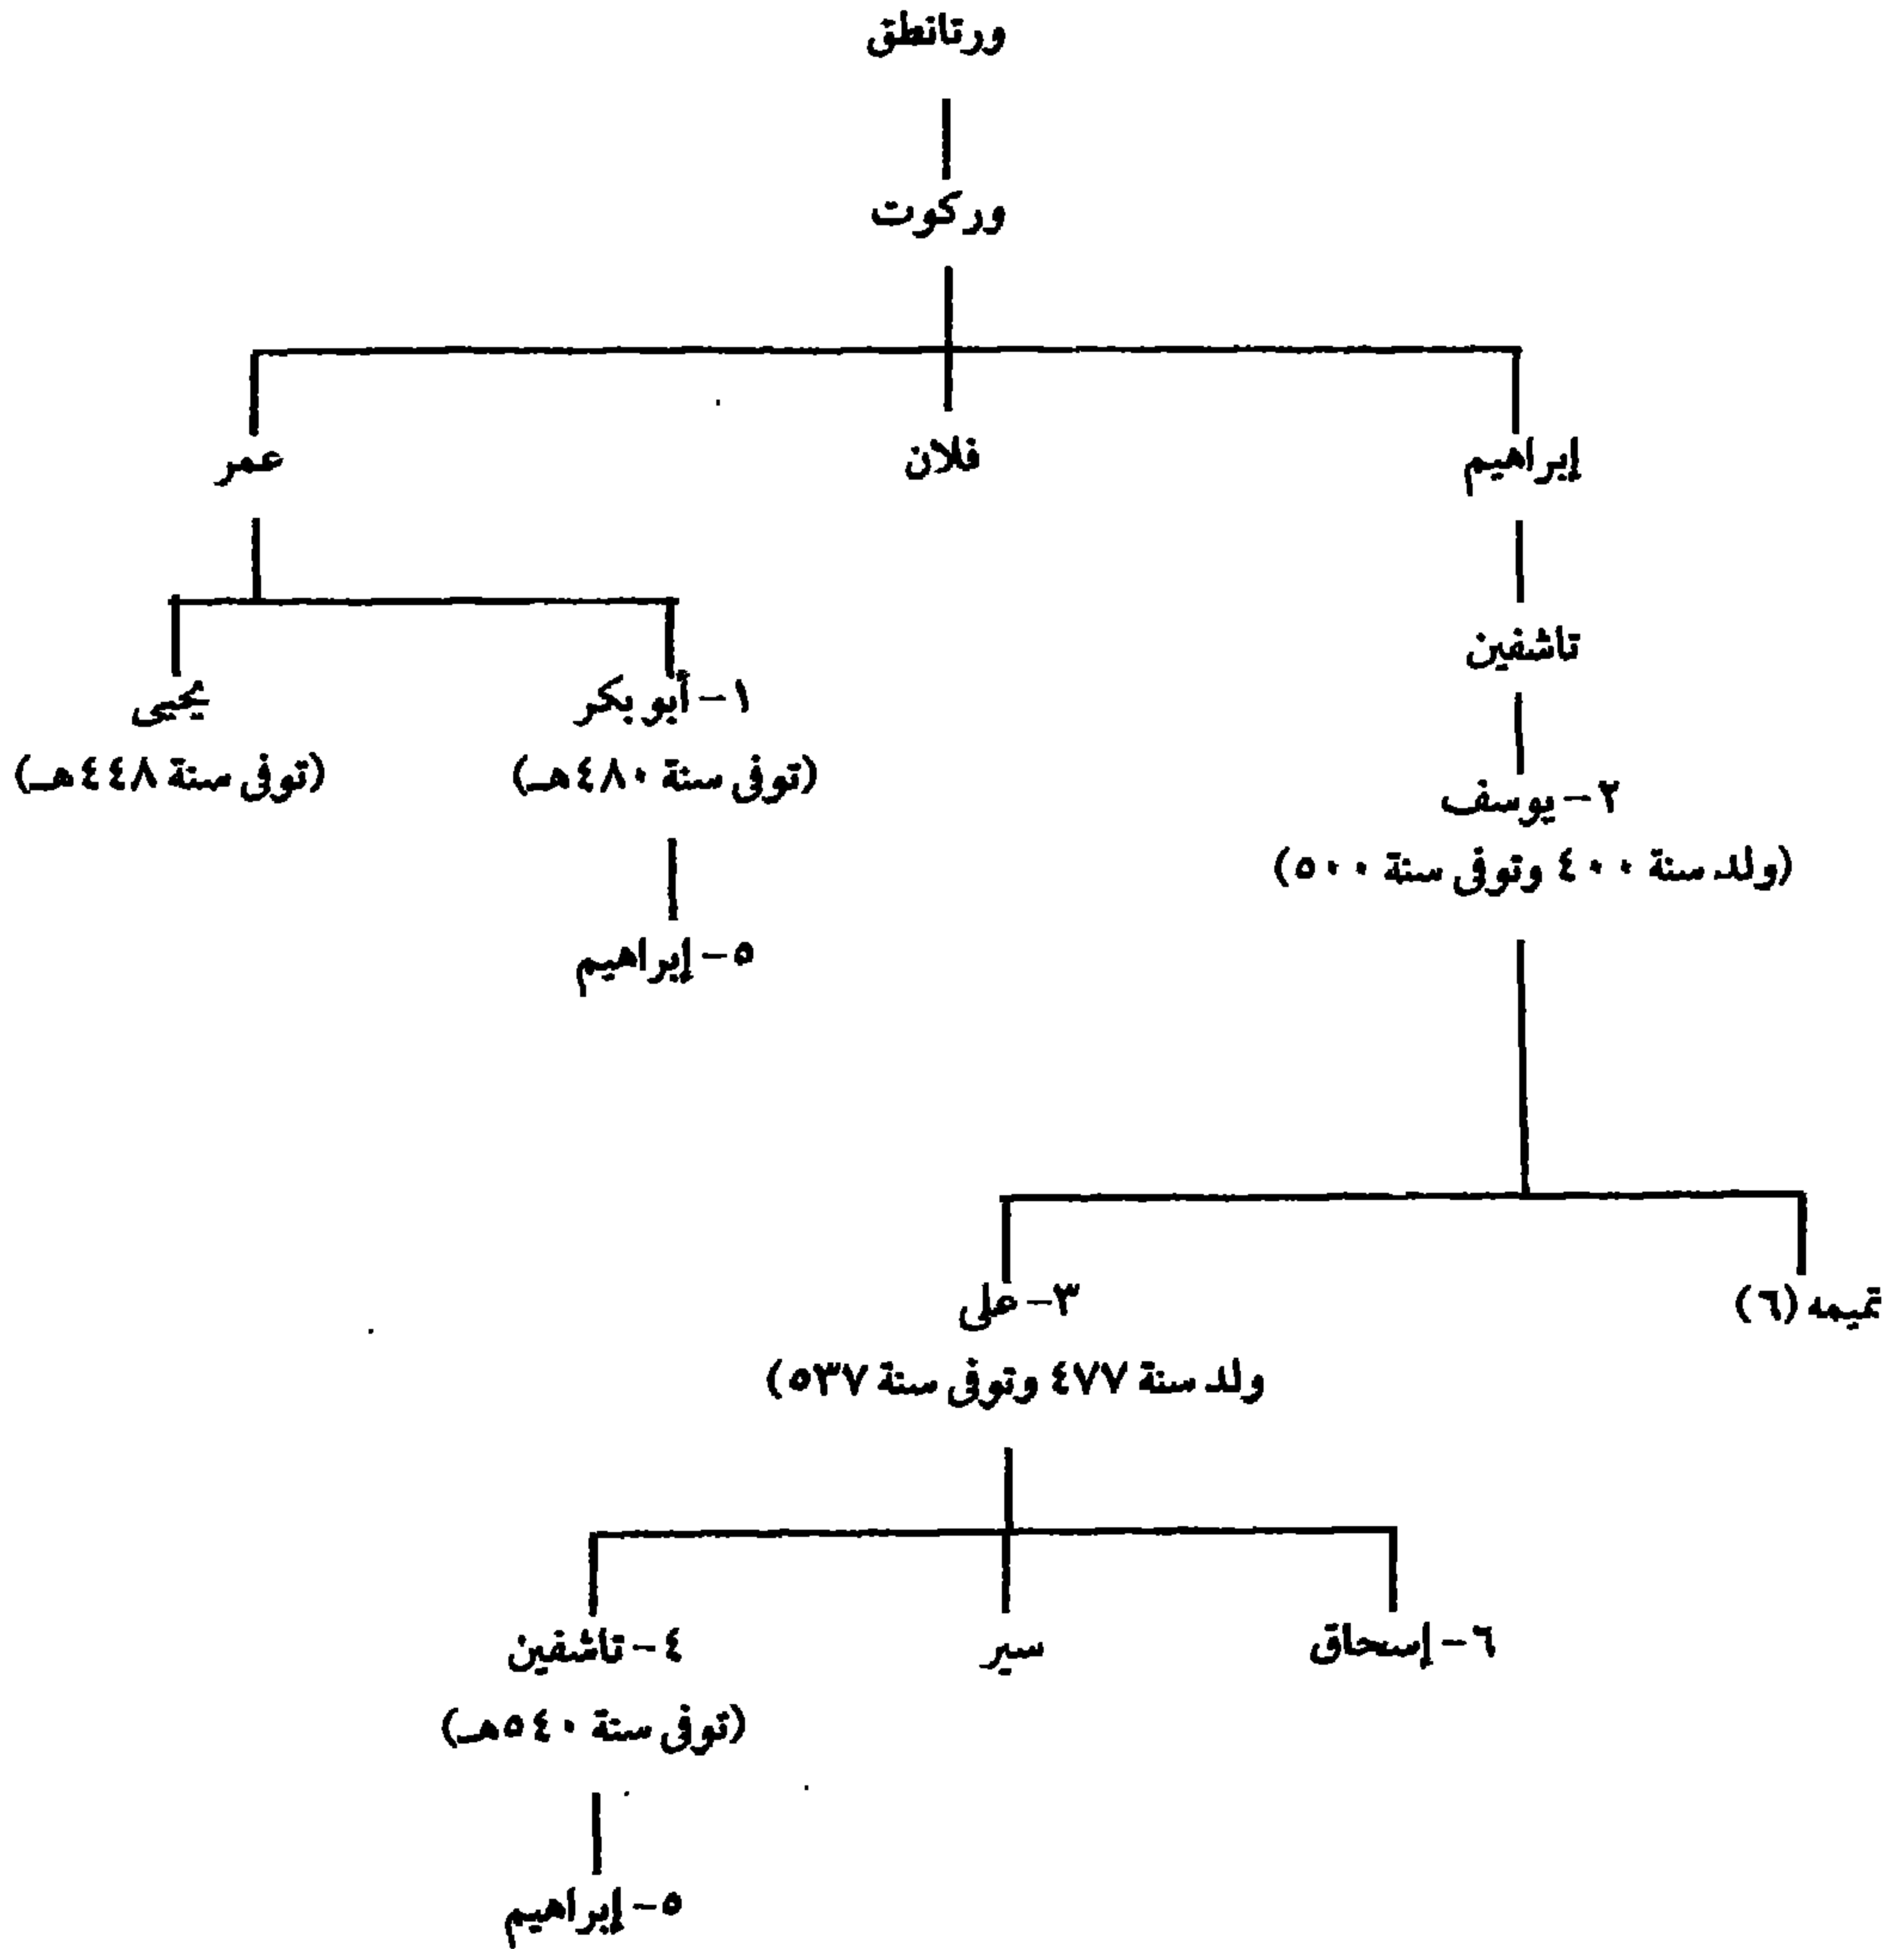 ورتانطق
وركوت
إبراهيم
فلان
عمر
تاشفين
١- أبو بكر
يحيى
(توفى سنة ٤٨٠هـ)
(توفى سنة ٤٤٨هـ)
٢- يوسف
(ولد سنة ٤٠٠ وتوفى سنة ٥٠٠)
٥- إبراهيم
تميمه (٦)
٣- على
ولد سنة ٤٧٧ وتوفى سنة ٥٣٧)
٦- إسحاق
سير
٤- تاشفين
(توفى سنة ٥٤٠هـ)
٥- إبراهيم